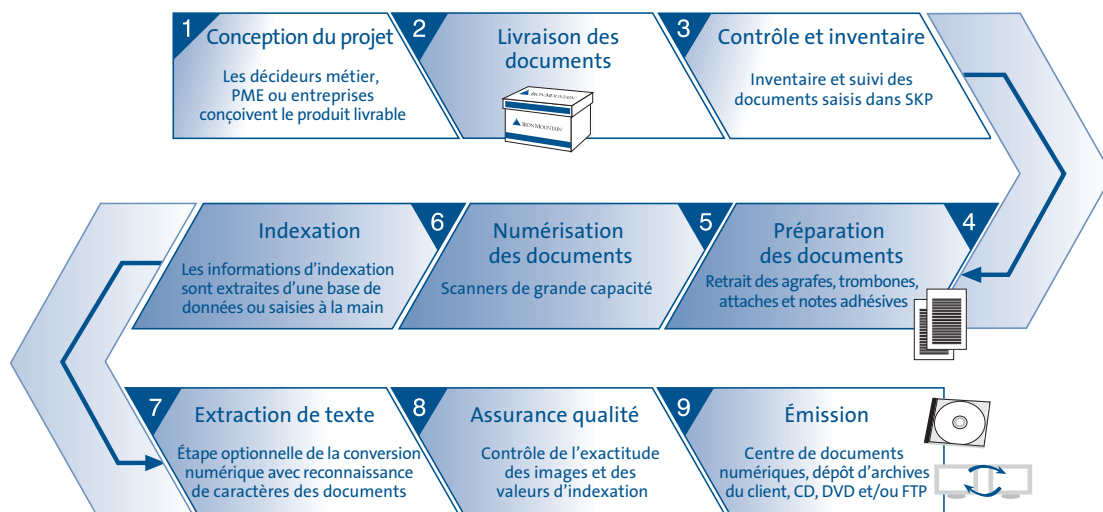 1
Conception du projet
Les décideurs métier,
PME ou entreprises
conçoivent le produit livrable
2
Livraison des
documents
IRON MOUNTAIN
IRON MOUNTAIN
3
Contrôle et inventaire
Inventaire et suivi des
documents saisis dans SKP
4
Préparation
des documents
Retrait des agrafes, trombones,
attaches et notes adhésives
5
Numérisation
des documents
Scanners de grande capacité
6
Indexation
Les informations d’indexation
sont extraites d’une base de
données ou saisies à la main
7
Extraction de texte
Étape optionnelle de la conversion
numérique avec reconnaissance
de caractères des documents
8
Assurance qualité
Contrôle de l’exactitude
des images et des
valeurs d’indexation
9
Émission
Centre de documents
numériques, dépôt d’archives
du client, CD, DVD et/ou FTP